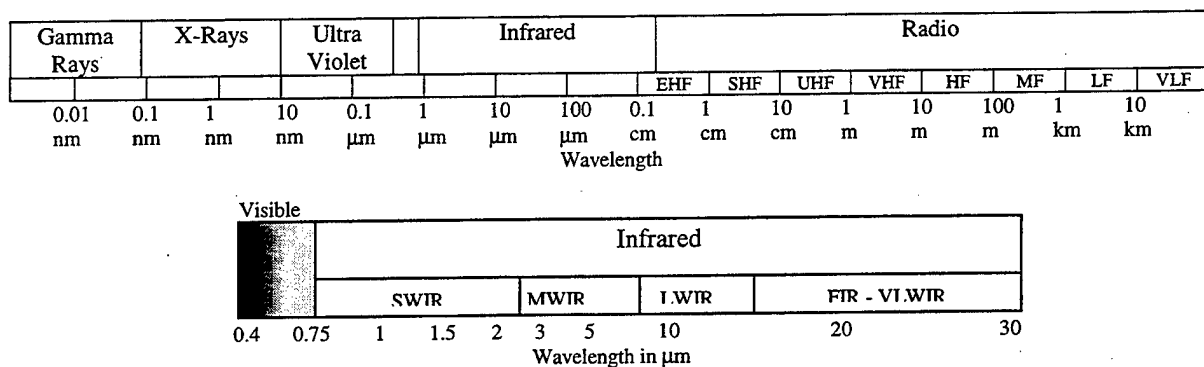 Gamma Rays X-Rays Ultra Violet Infrared Radio
EHF SHF UHF VHF HF MF LF VLF
0.01 nm 0.1 nm 1 nm 10 nm 0.1 µm 1 µm 10 µm 100 µm 0.1 cm 1 cm 10 cm 1 m 10 m 100 m 1 km 10 km
Wavelength
Visible
Infrared
SWIR MWIR LWIR FIR - VLWIR
0.4 0.75 1 1.5 2 3 5 10 20 30
Wavelength in µm